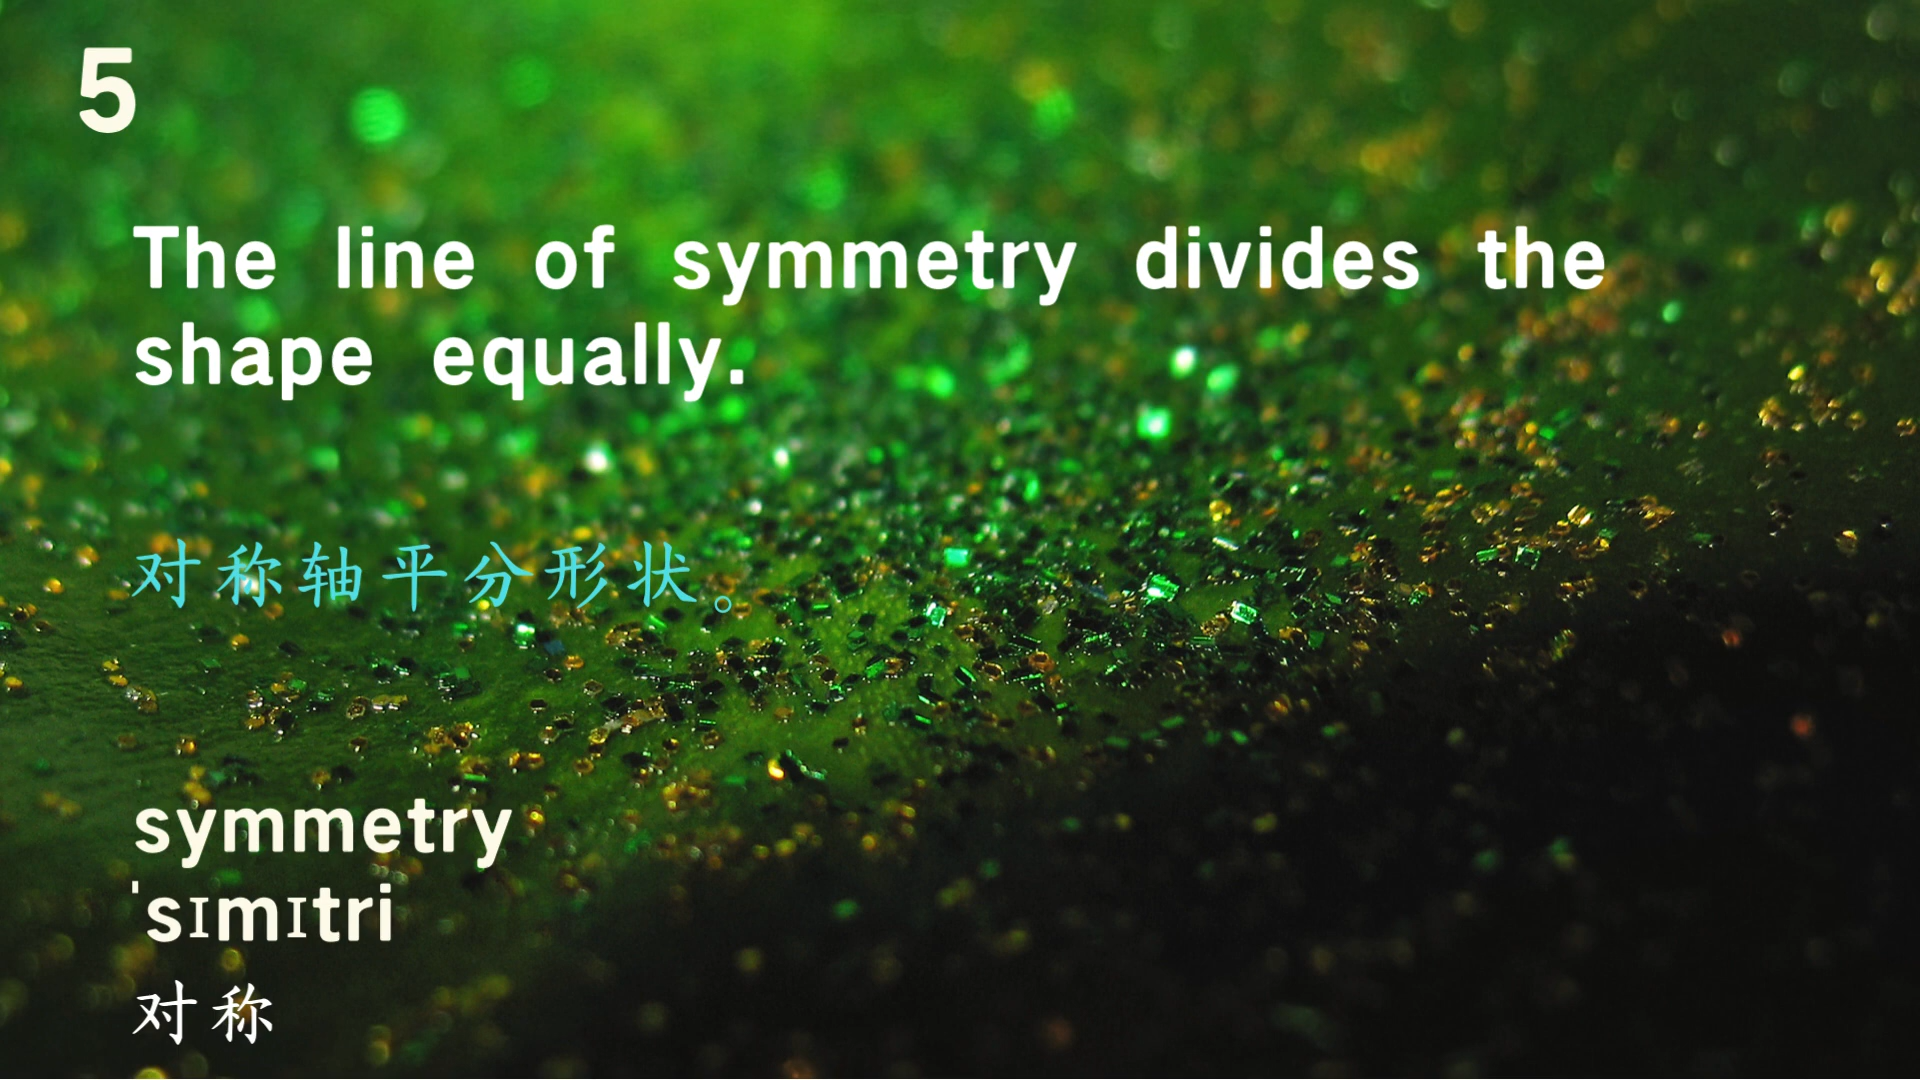 5
The line of symmetry divides the
shape equally.
对称轴平分形状。
symmetry
ˈsɪmɪtri
对称